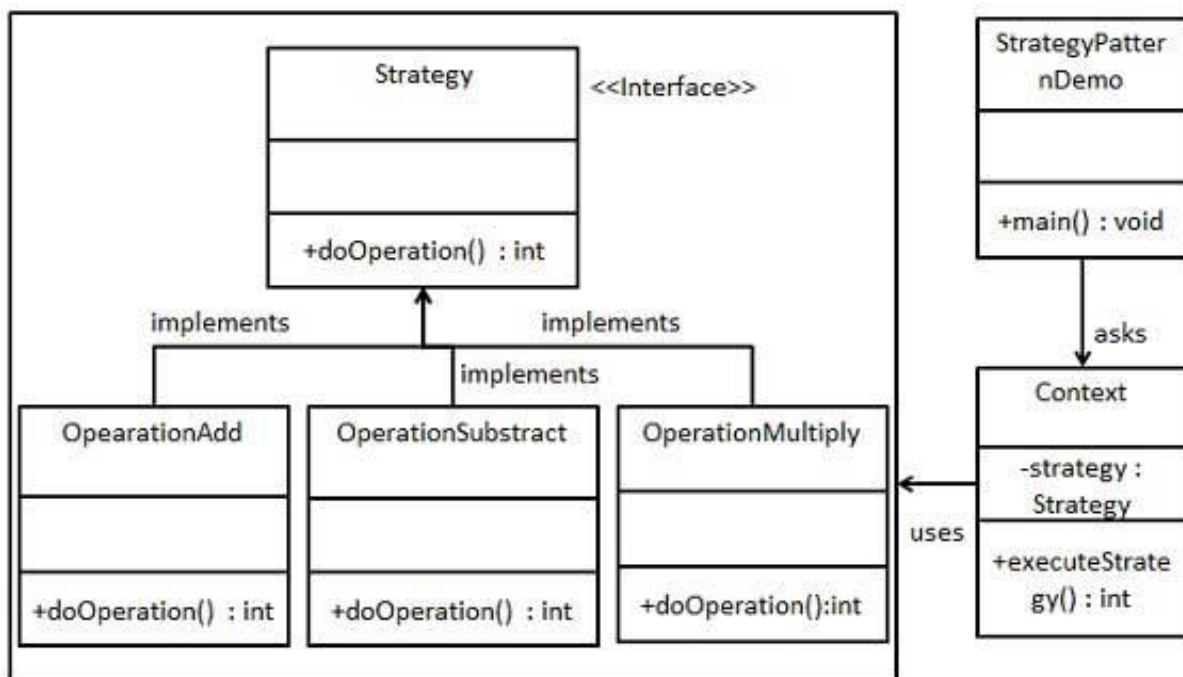 Strategy
<<Interface>>
+doOperation() : int
implements
implements
implements
OpearationAdd
+doOperation() : int
OperationSubstract
+doOperation() : int
OperationMultiply
+doOperation():int
StrategyPatter
nDemo
+main() : void
asks
Context
-strategy :
Strategy
+executeStrate
gy() : int
uses